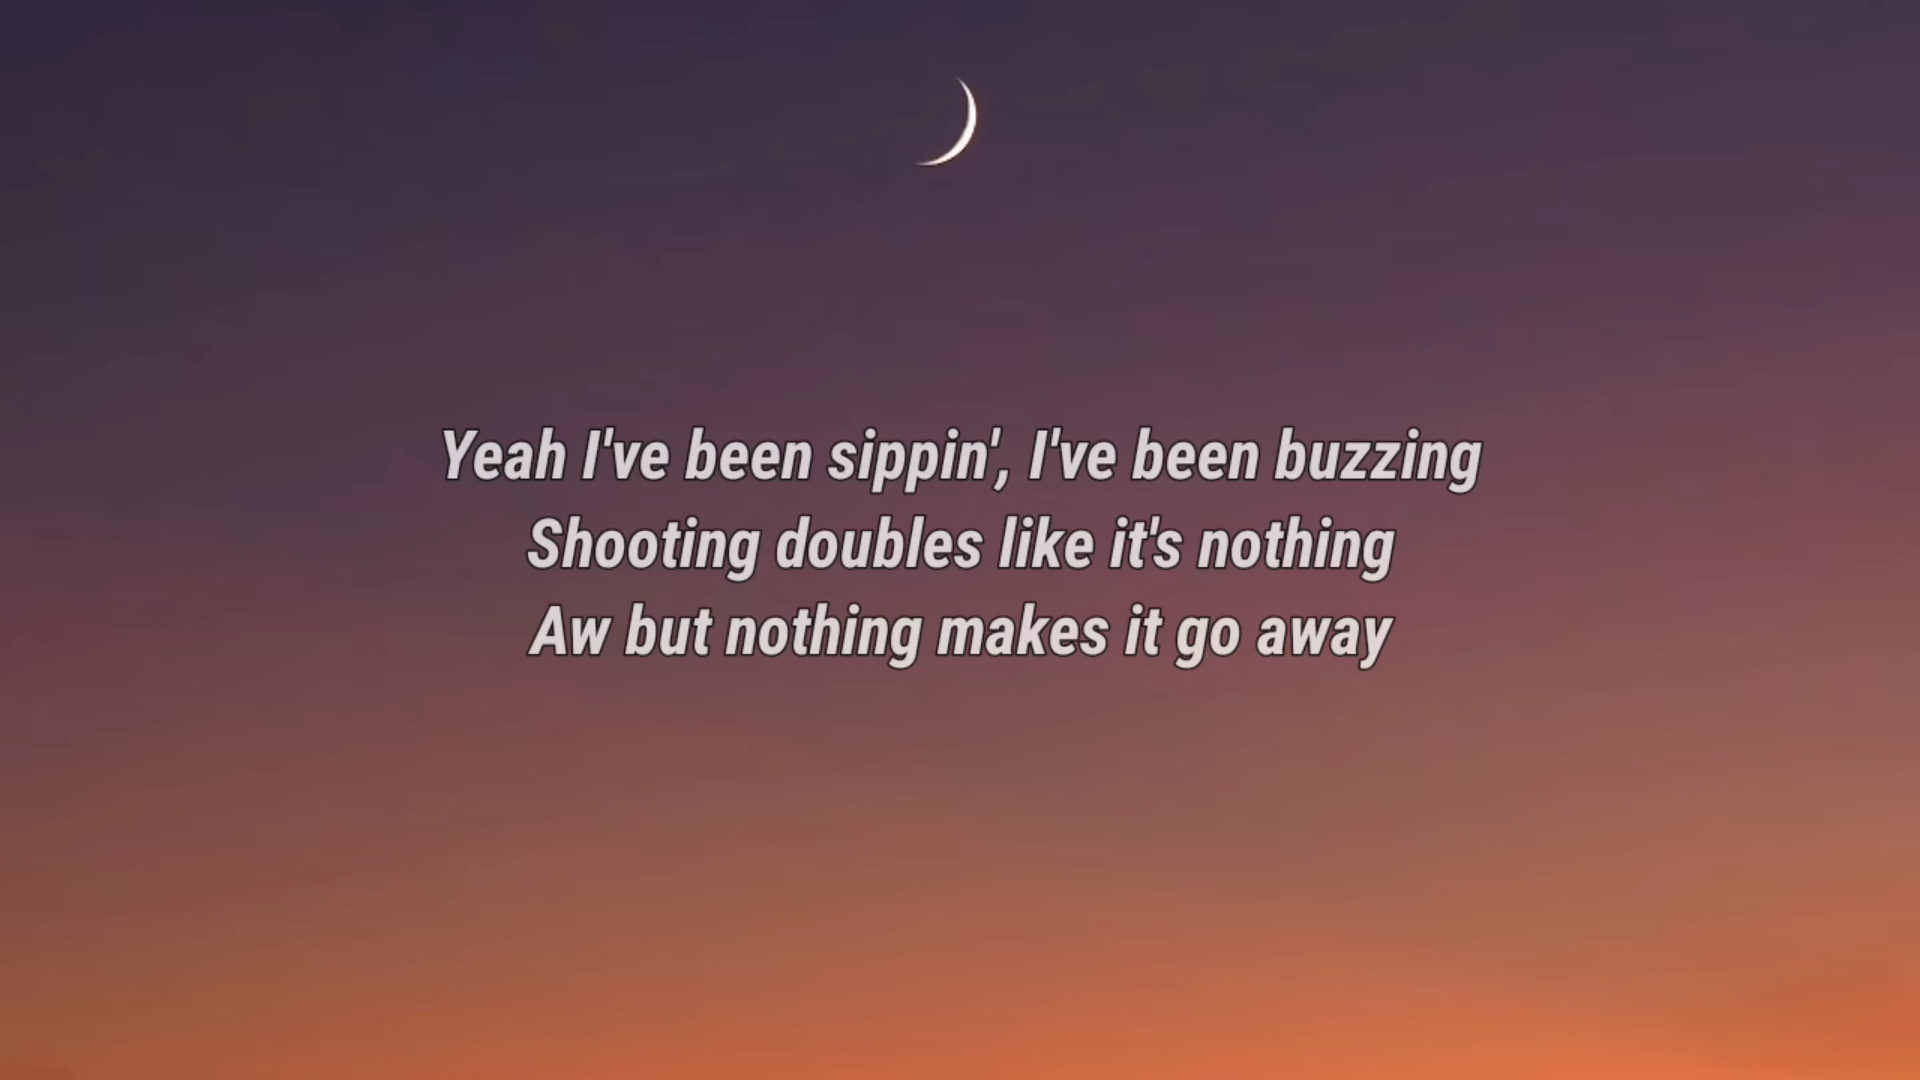 Yeah I've been sippin', I've been buzzing
Shooting doubles like it's nothing
Aw but nothing makes it go away